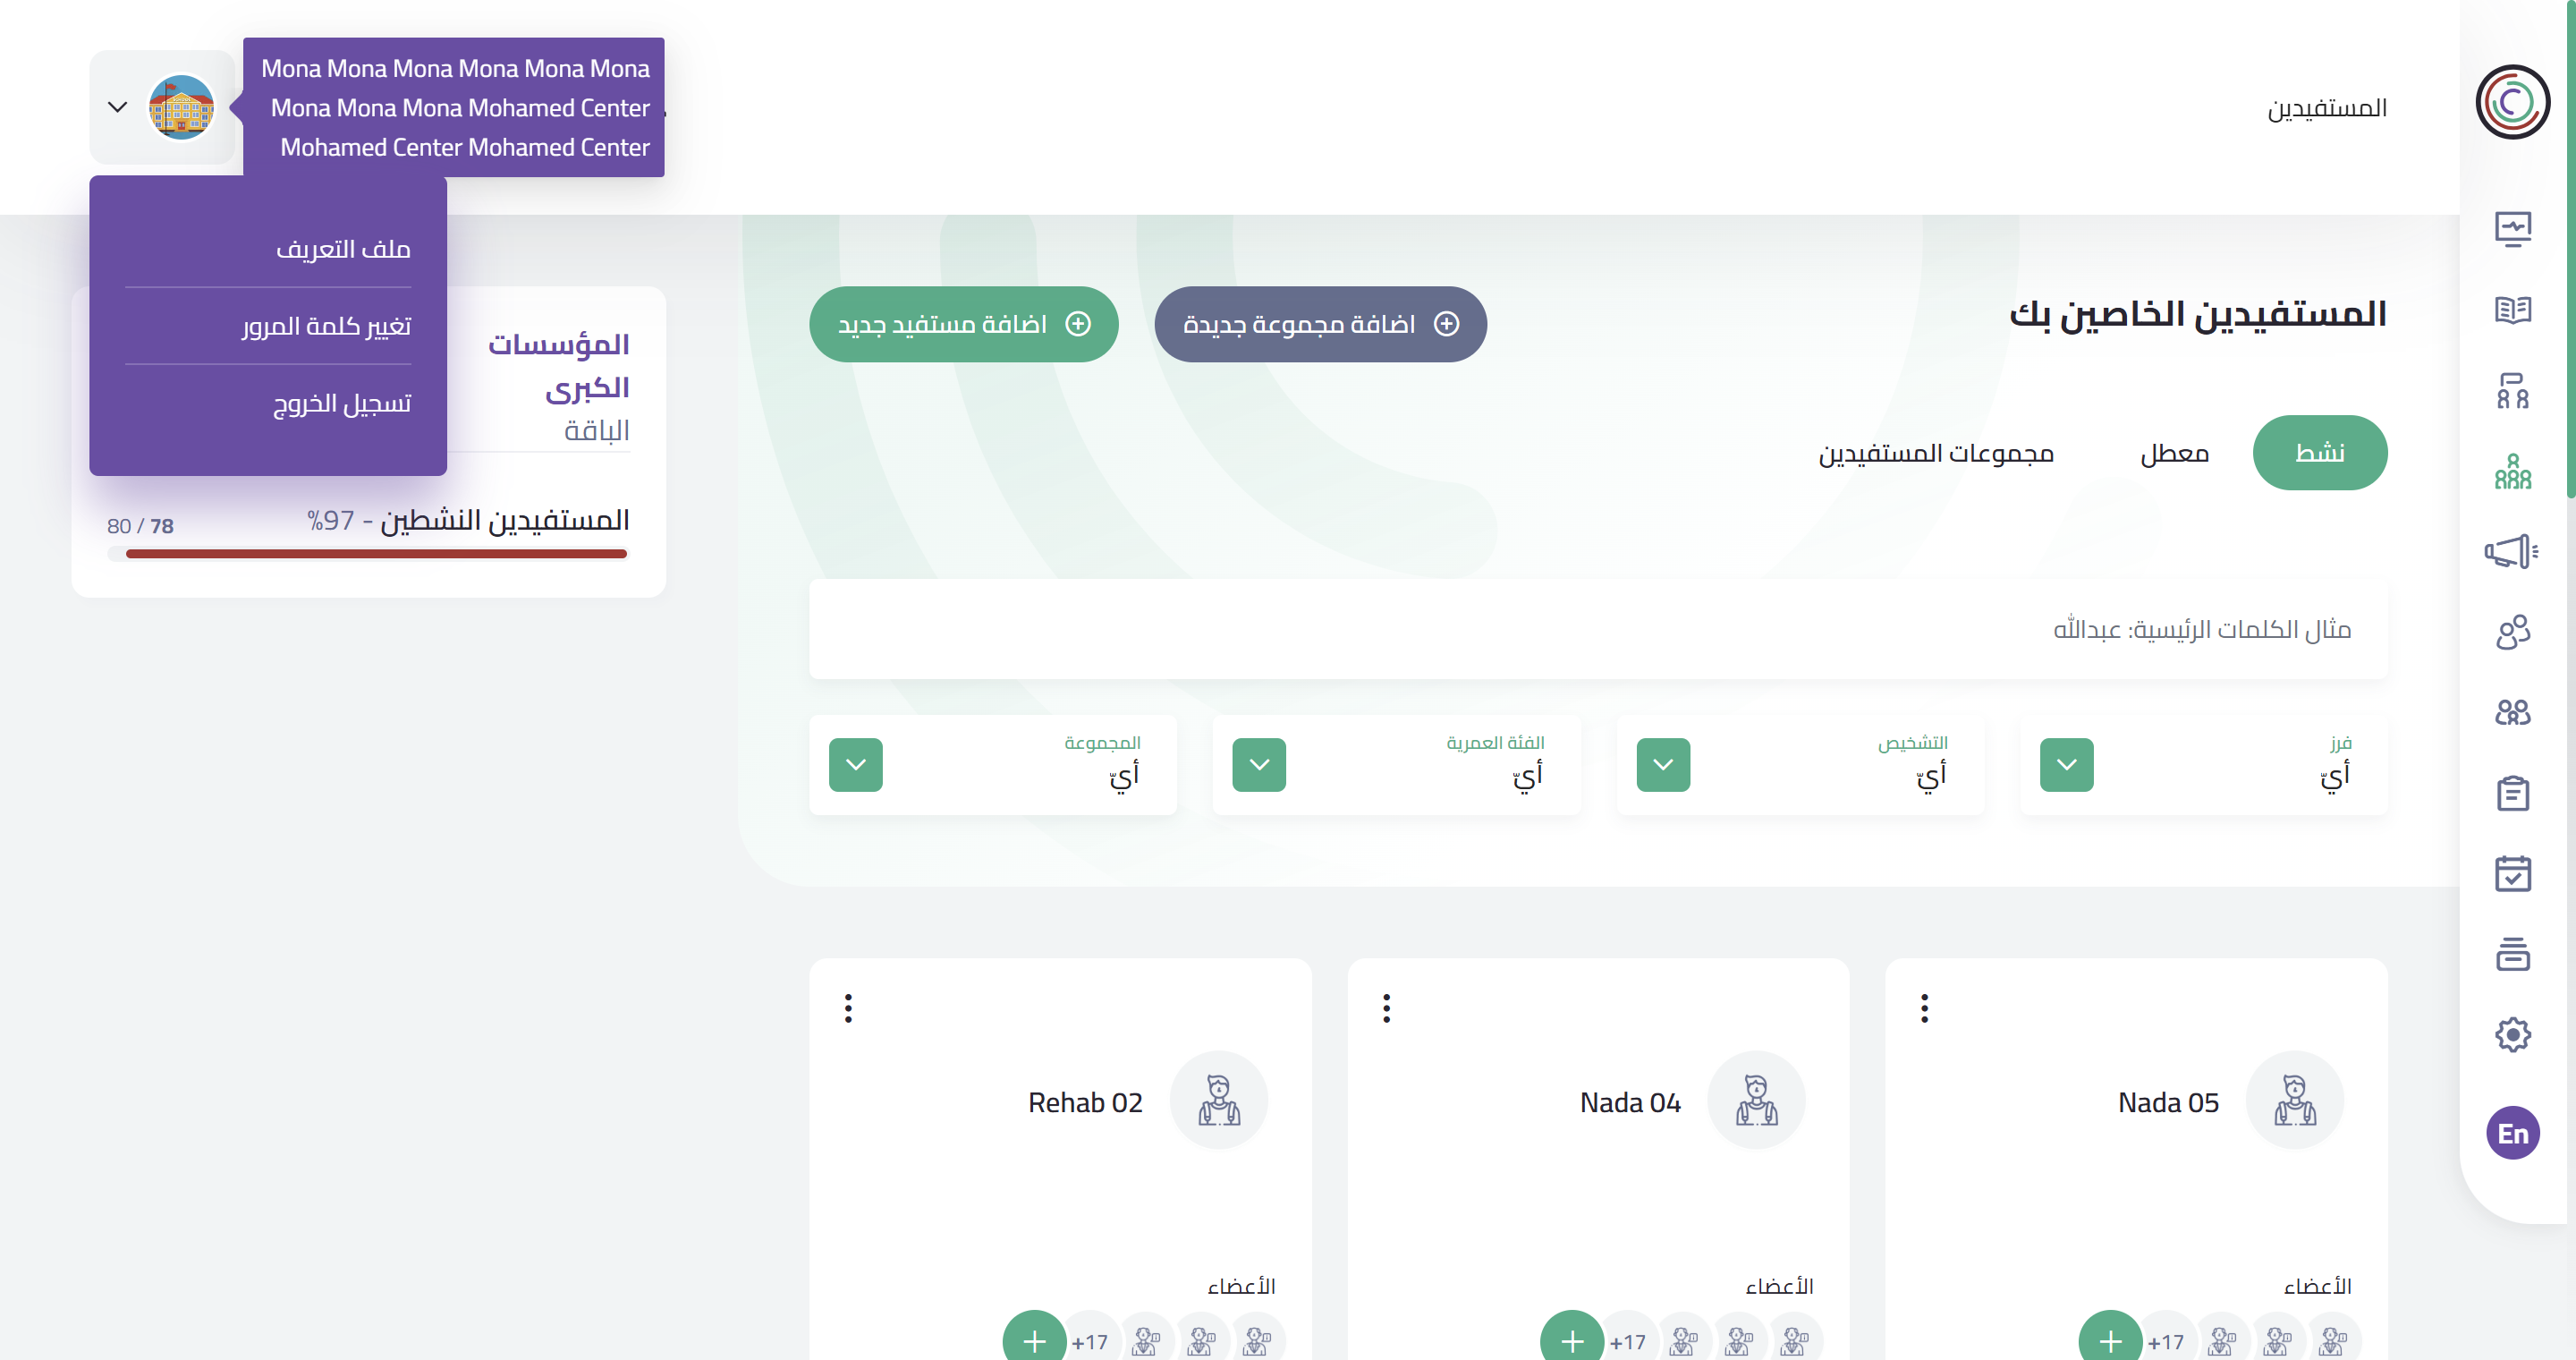 المستفيدين
Mona Mona Mona Mona Mona Mona
Mona Mona Mona Mohamed Center
Mohamed Center Mohamed Center
ملف التعريف
تغيير كلمة المرور
تسجيل الخروج
المستفيدين الخاصين بك
اضافة مجموعة جديدة
اضافة مستفيد جديد
نشط
معطل
مجموعات المستفيدين
مثال الكلمات الرئيسية: عبدالله
فرز
أيّ
التشخيص
أيّ
الفئة العمرية
أيّ
المجموعة
أيّ
المؤسسات
الكبرى
الباقة
المستفيدين النشطين - 97%
78 / 80
Nada 05
الأعضاء
+17
Nada 04
الأعضاء
+17
Rehab 02
الأعضاء
+17
En